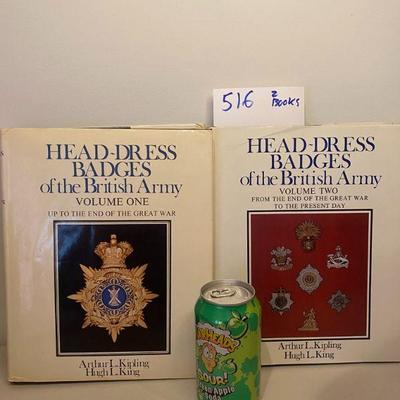 516
2
Books
HEAD-DRESS
BADGES
of the British Army
VOLUME ONE
UP TO THE END OF THE GREAT WAR
Arthur L. Kipling
Hugh L. King
HEAD-DRESS
BADGES
of the British Army
VOLUME TWO
FROM THE END OF THE GREAT WAR
TO THE PRESENT DAY
Arthur L. Kipling
Hugh L. King
SOUR!
Apple
Soda